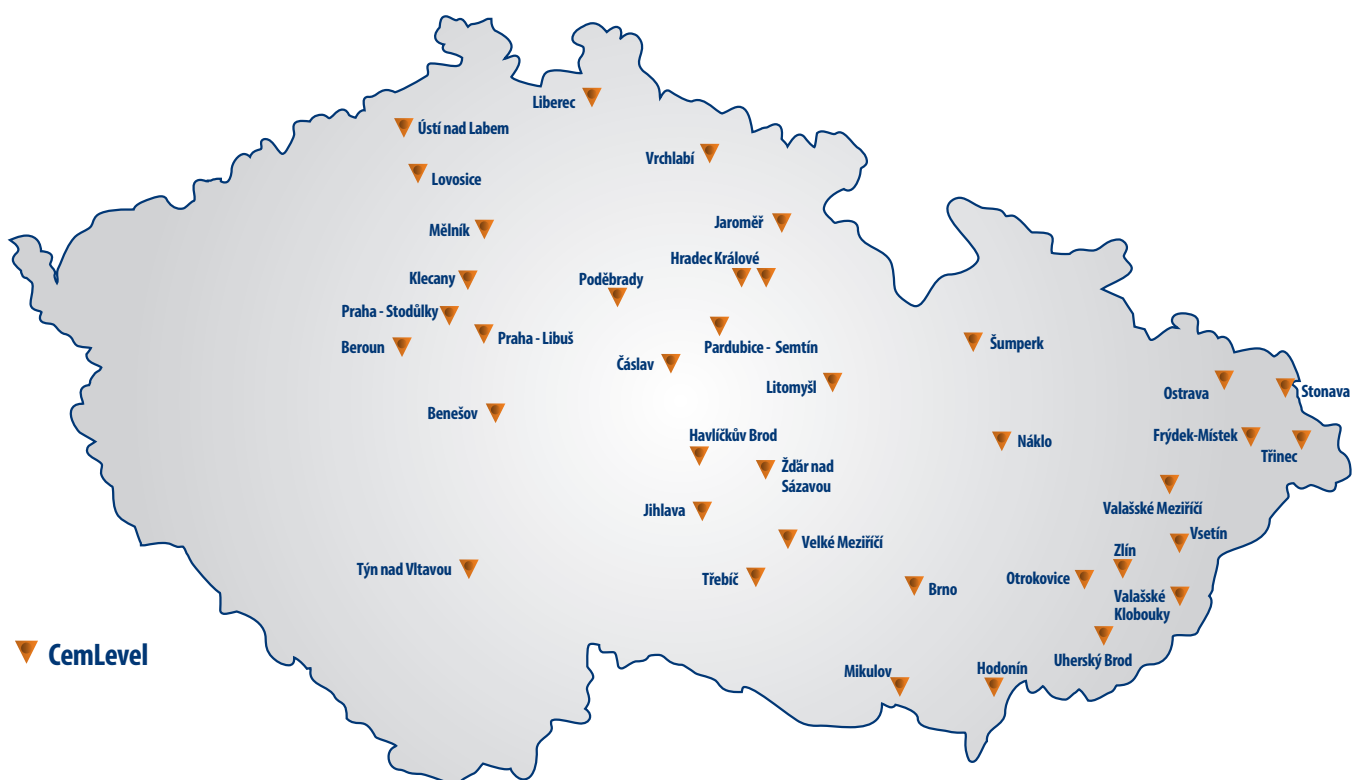 Liberec
Ústí nad Labem
Vrchlabí
Lovosice
Jaroměř
Mělník
Hradec Králové
Klecany
Poděbrady
Praha - Stodůlky
Praha - Libuš
Beroun
Pardubice - Semtín
Šumperk
Čáslav
Litomyšl
Ostrava
Stonava
Benešov
Havlíčkův Brod
Náklo
Frýdek-Místek
Třinec
Žďár nad
Sázavou
Jihlava
Valašské Meziříčí
Velké Meziříčí
Vsetín
Zlín
Týn nad Vltavou
Třebíč
Otrokovice
Brno
Valašské
Klobouky
CemLevel
Uherský Brod
Mikulov
Hodonín